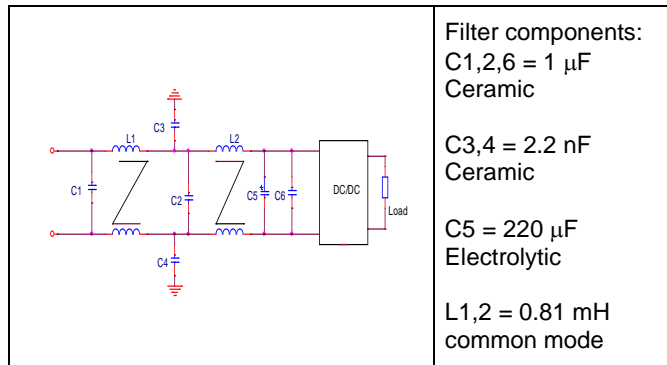 C3
L1
L2
C1
C2
C5
+
C6
DC/DC
Load
C4
Filter components:
C1,2,6 = 1 μF
Ceramic
C3,4 = 2.2 nF
Ceramic
C5 = 220 μF
Electrolytic
L1,2 = 0.81 mH
common mode